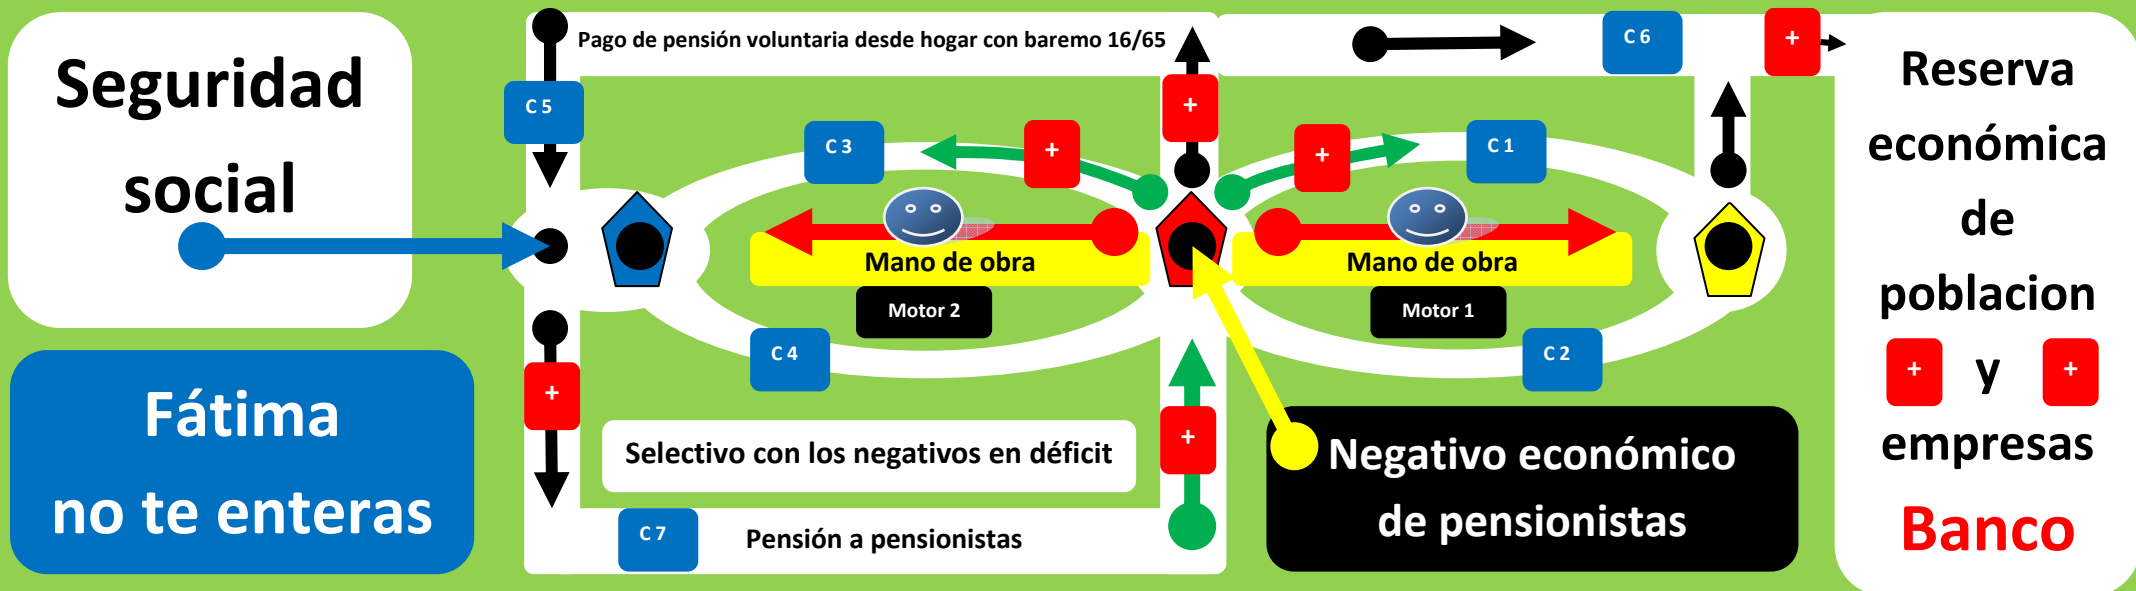 Seguridad
social
Fátima
no te enteras
Pago de pensión voluntaria desde hogar con baremo 16/65
C 5
C 3
+
+
+
C 1
C 6
+
Mano de obra
Motor 2
Mano de obra
Motor 1
C 4
C 2
+
Selectivo con los negativos en déficit
+
C 7
Pensión a pensionistas
Negativo económico
de pensionistas
Reserva
económica
de
poblacion
+ y +
empresas
Banco